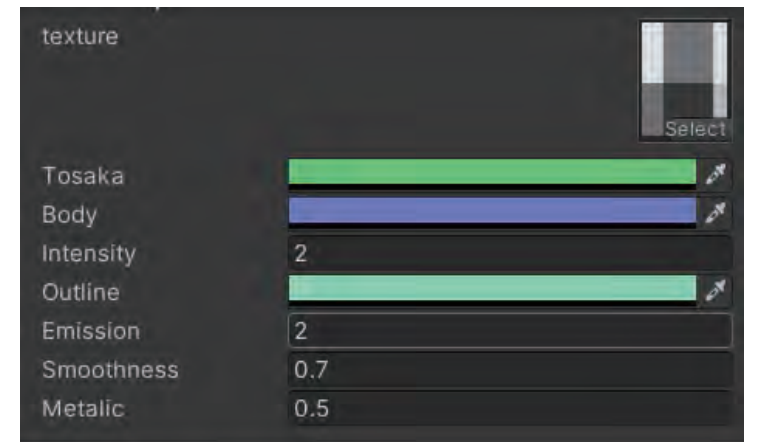 texture
Select
Tosaka
Body
Intensity 2
Outline
Emission 2
Smoothness 0.7
Metalic 0.5